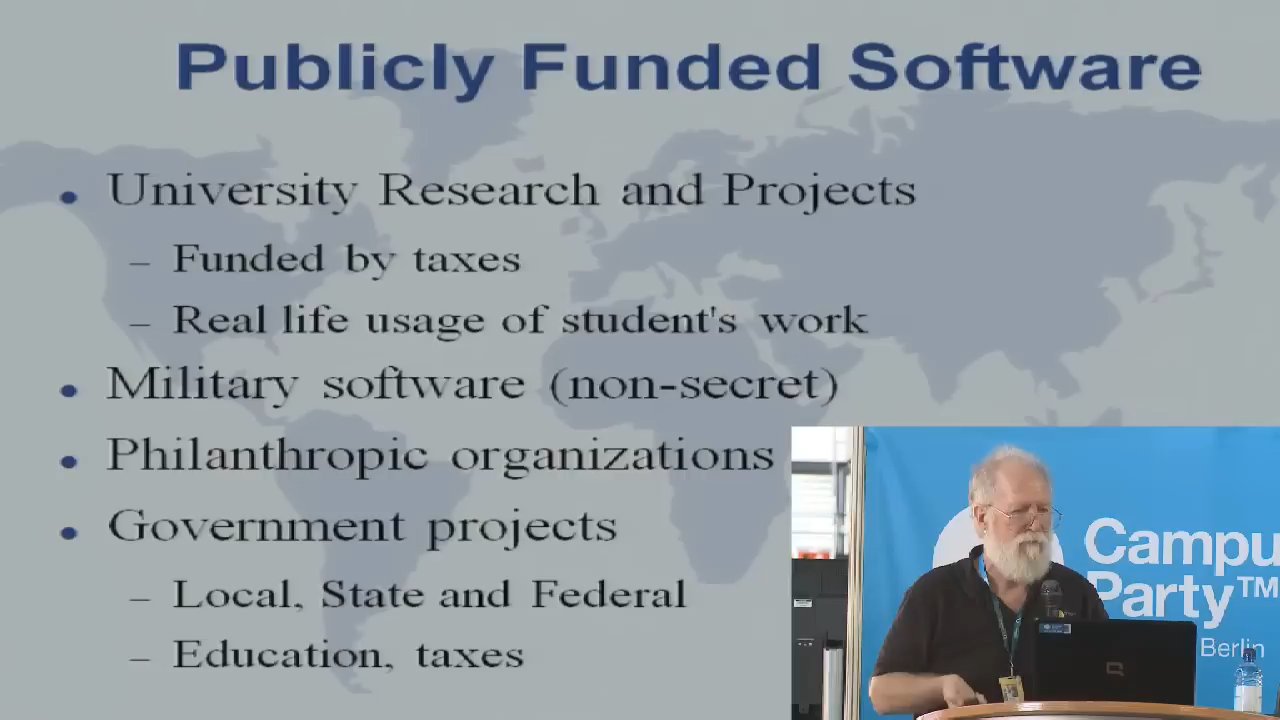 Publicly Funded Software
• University Research and Projects
– Funded by taxes
– Real life usage of student's work
• Military software (non-secret)
• Philanthropic organizations
• Government projects
– Local, State and Federal
– Education, taxes
Campu
Party™
Berlin